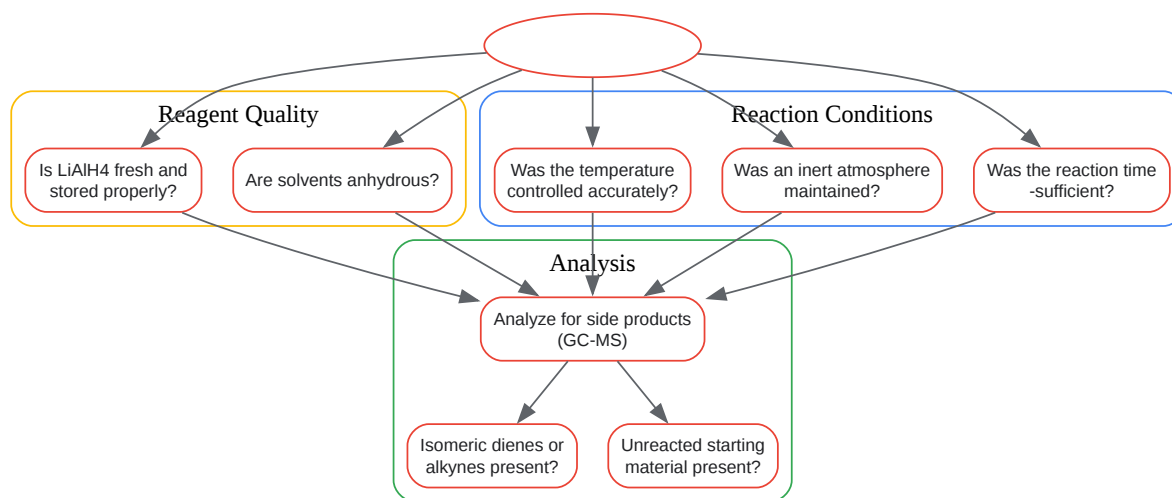 Reagent Quality
Reaction Conditions
Is LiAlH4 fresh and
stored properly?
Are solvents anhydrous?
Was the temperature
controlled accurately?
Was an inert atmosphere
maintained?
Was the reaction time
-sufficient?
Analysis
Analyze for side products
(GC-MS)
Isomeric dienes or
alkynes present?
Unreacted starting
material present?